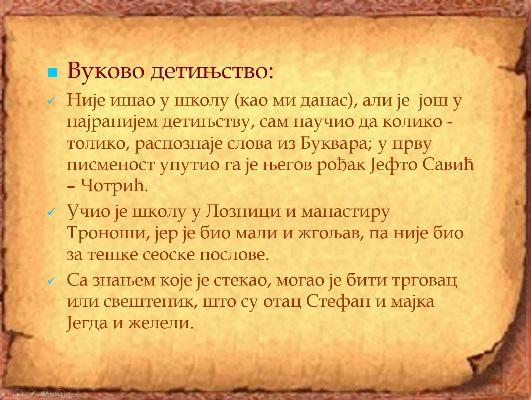 Вуково детињство:
Није ишао у школу (као ми данас), али је још у
најранијем детињству, сам научио да колико -
толико, распознаје слова из Буквара; у прву
писменост упутио га је његов рођак Јефто Савић
– Чотрић.
Учио је школу у Лозници и манастиру
Троноши, јер је био мали и жгољав, па није био
за тешке сеоске послове.
Са знањем које је стекао, могао је бити трговац
или свештеник, што су отац Стефан и мајка
Јегда и желели.